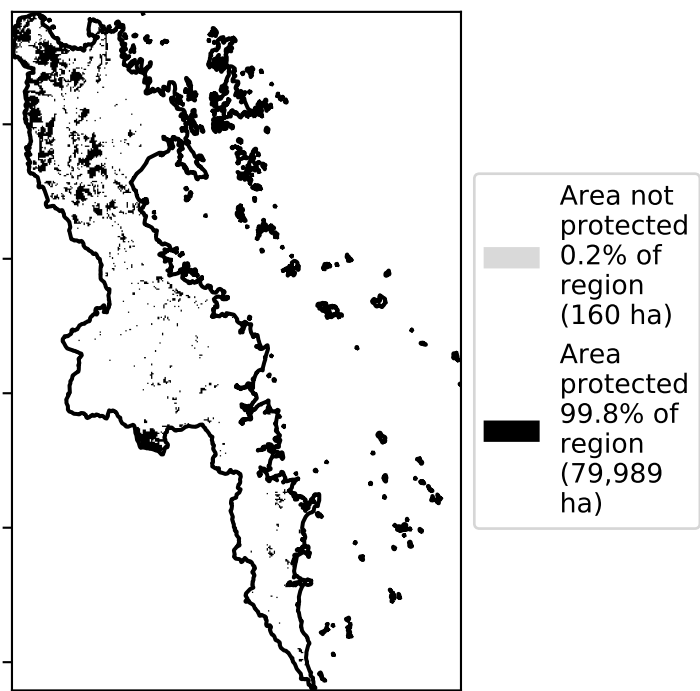 Area not
protected
0.2% of
region
(160 ha)
Area
protected
99.8% of
region
(79,989
ha)